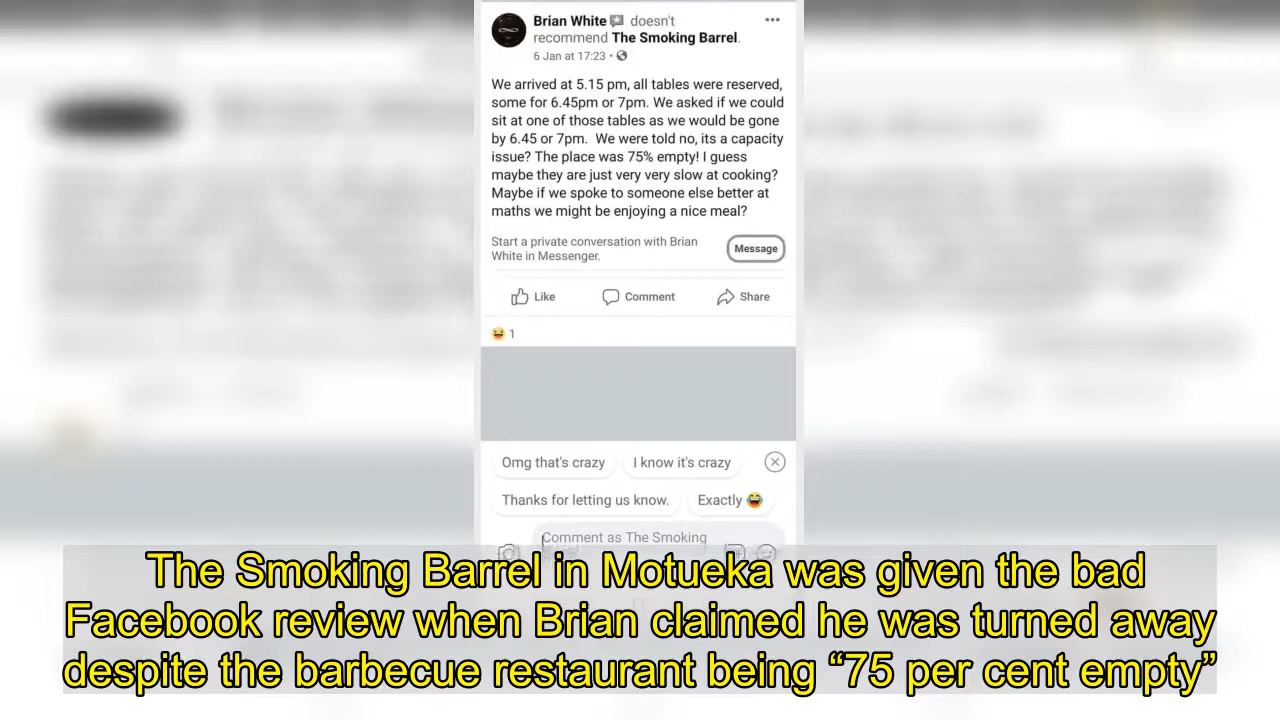 Brian White doesn't
recommend The Smoking Barrel.
6 Jan at 17:23 •
We arrived at 5.15 pm, all tables were reserved,
some for 6.45pm or 7pm. We asked if we could
sit at one of those tables as we would be gone
by 6.45 or 7pm. We were told no, its a capacity
issue? The place was 75% empty! I guess
maybe they are just very very slow at cooking?
Maybe if we spoke to someone else better at
maths we might be enjoying a nice meal?
Start a private conversation with Brian
White in Messenger.
Message
Like Comment Share
😆 1
Omg that's crazy I know it's crazy
Thanks for letting us know. Exactly 😂
Comment as The Smoking
The Smoking Barrel in Motueka was given the bad
Facebook review when Brian claimed he was turned away
despite the barbecue restaurant being “75 per cent empty”